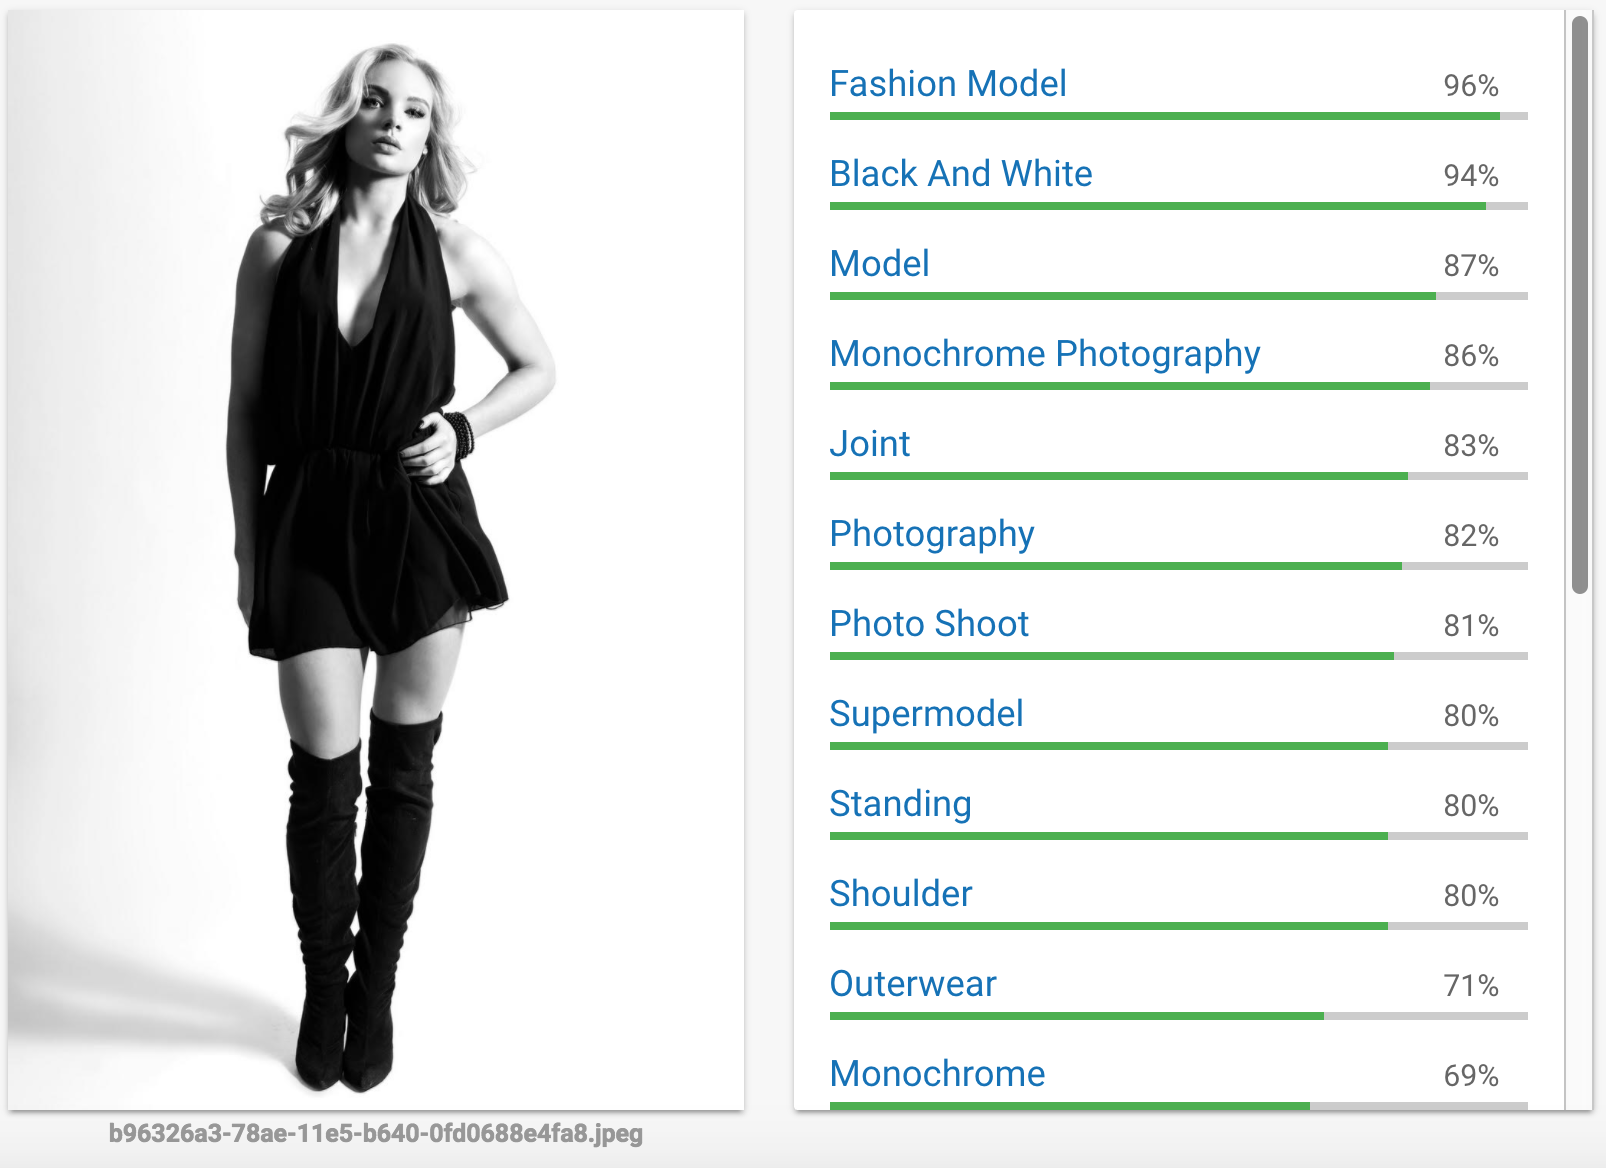 Fashion Model 96%
Black And White 94%
Model 87%
Monochrome Photography 86%
Joint 83%
Photography 82%
Photo Shoot 81%
Supermodel 80%
Standing 80%
Shoulder 80%
Outerwear 71%
Monochrome 69%
b96326a3-78ae-11e5-b640-0fd0688e4fa8.jpeg